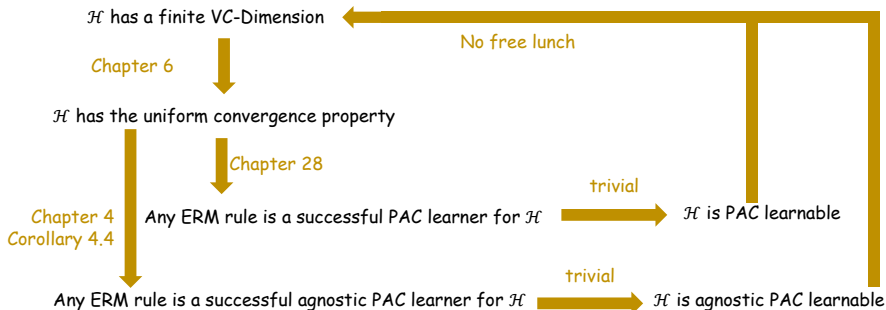 ℋ has a finite VC-Dimension
No free lunch
Chapter 6
ℋ has the uniform convergence property
Chapter 28
trivial
Chapter 4
Corollary 4.4
Any ERM rule is a successful PAC learner for ℋ
ℋ is PAC learnable
trivial
Any ERM rule is a successful agnostic PAC learner for ℋ
ℋ is agnostic PAC learnable